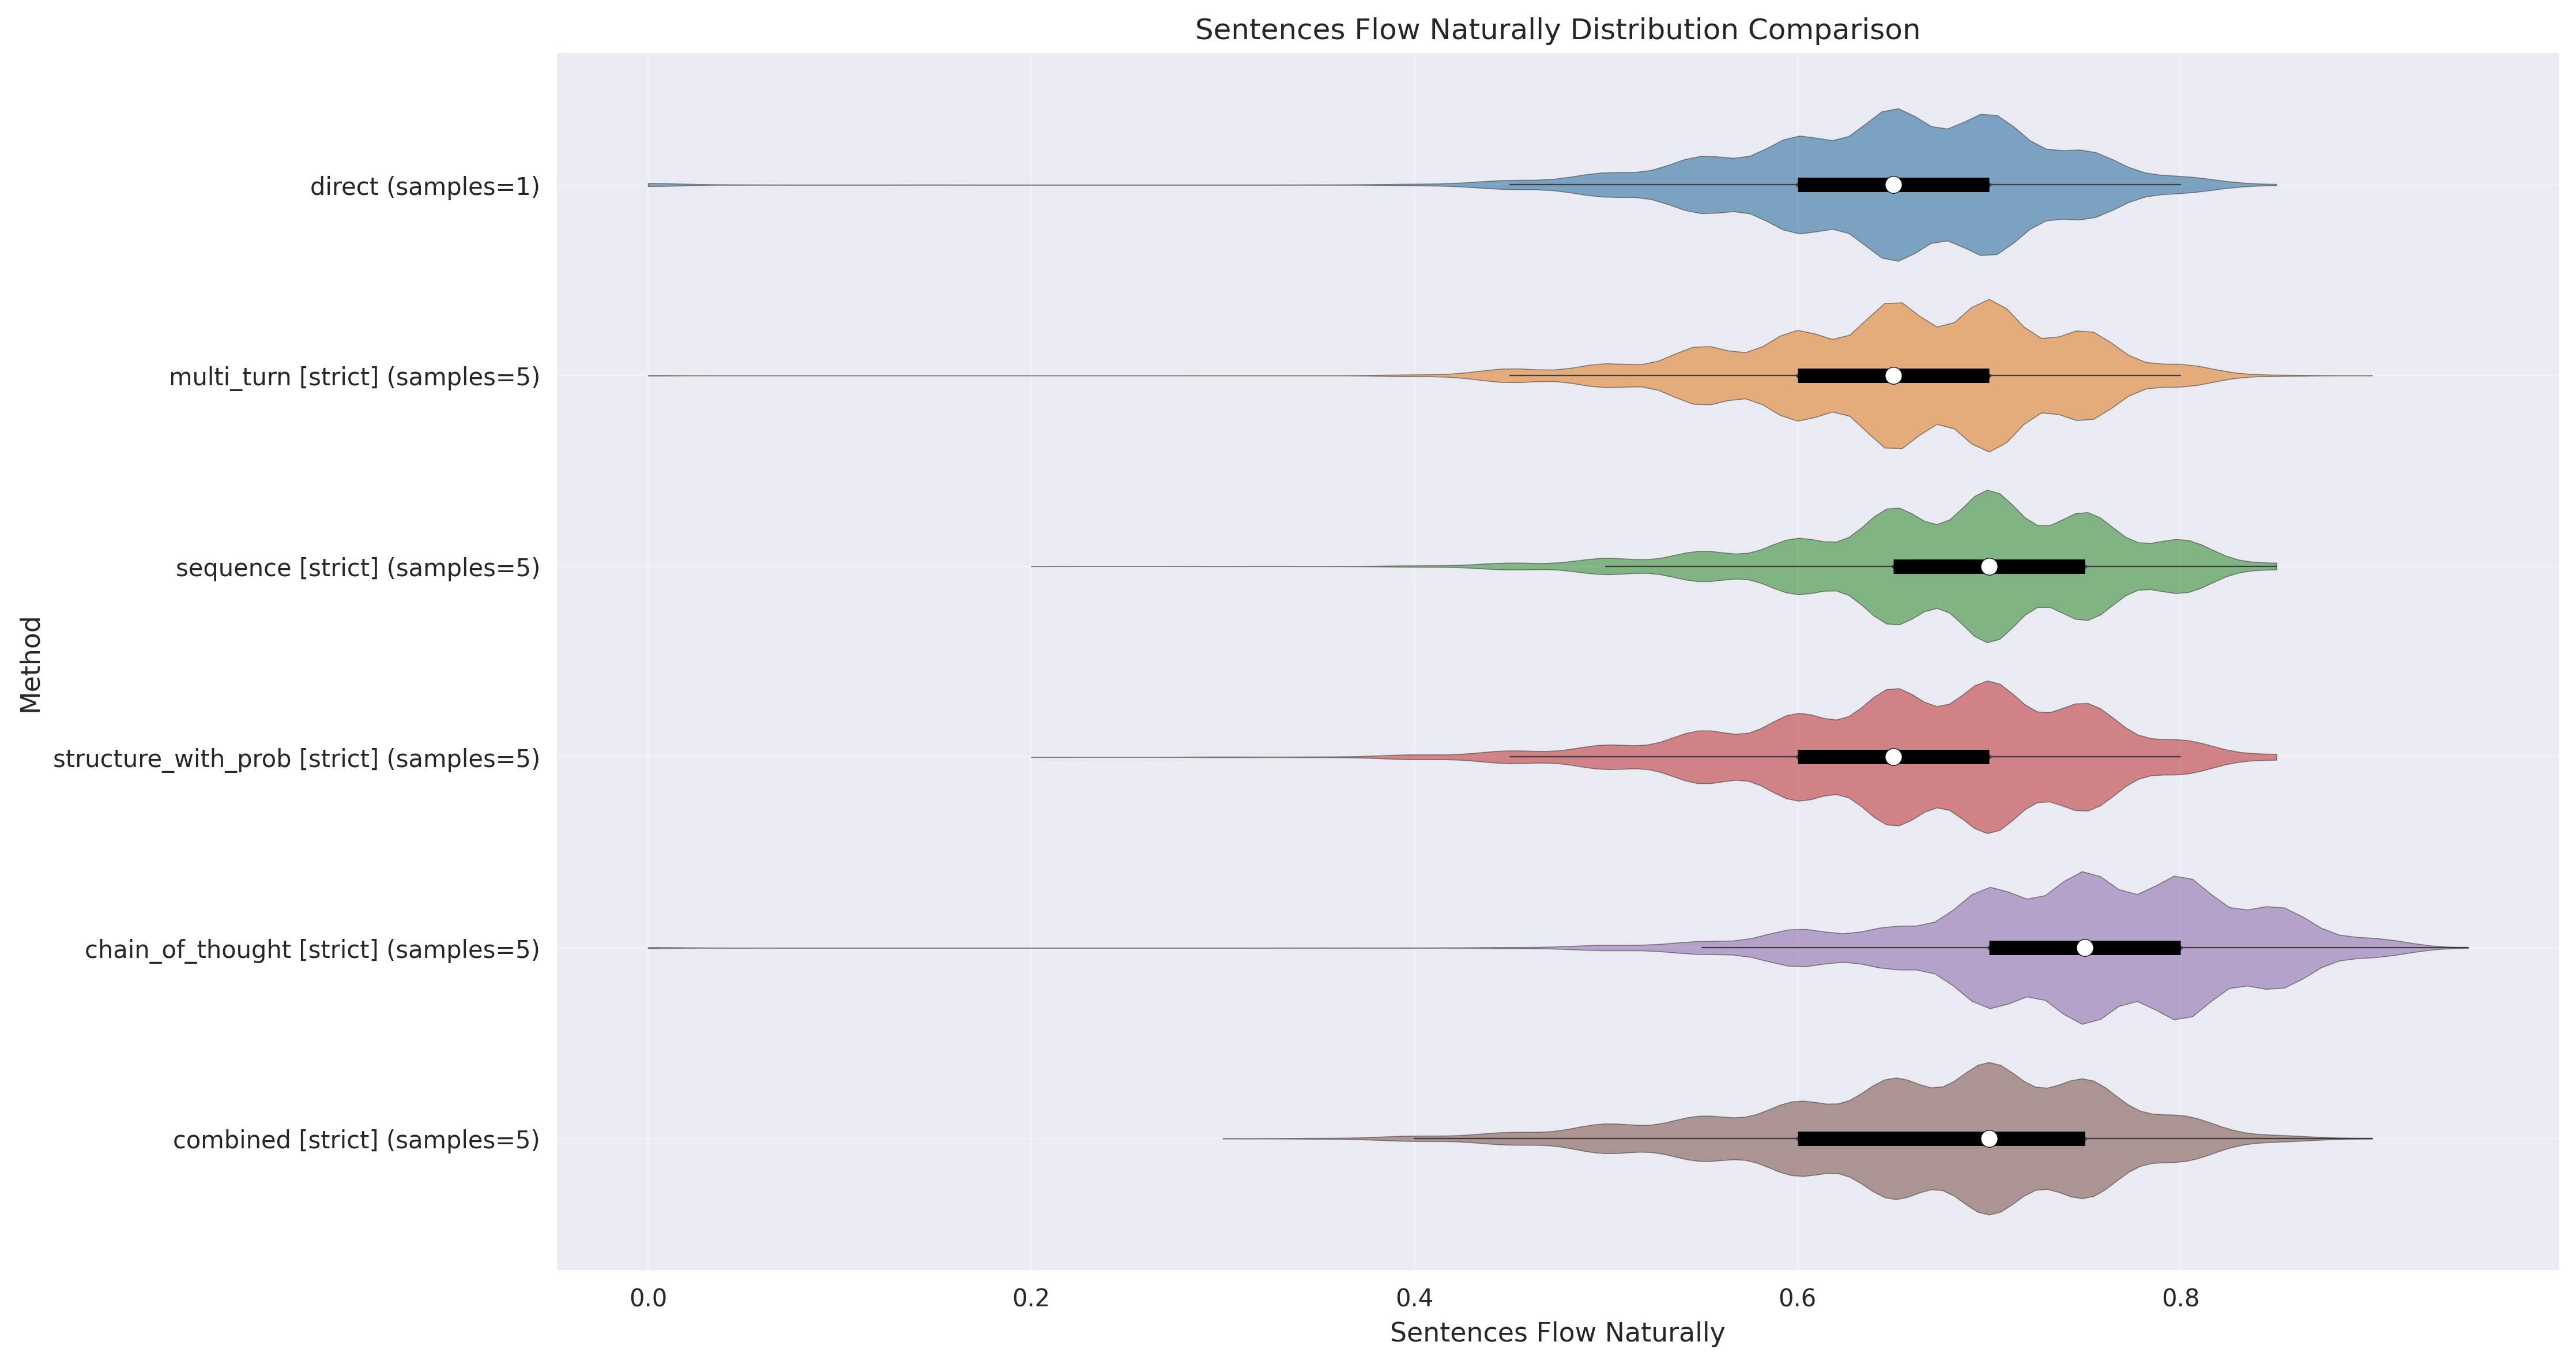 Sentences Flow Naturally Distribution Comparison
Method
direct (samples=1)
multi_turn [strict] (samples=5)
sequence [strict] (samples=5)
structure_with_prob [strict] (samples=5)
chain_of_thought [strict] (samples=5)
combined [strict] (samples=5)
0.0 0.2 0.4 0.6 0.8
Sentences Flow Naturally